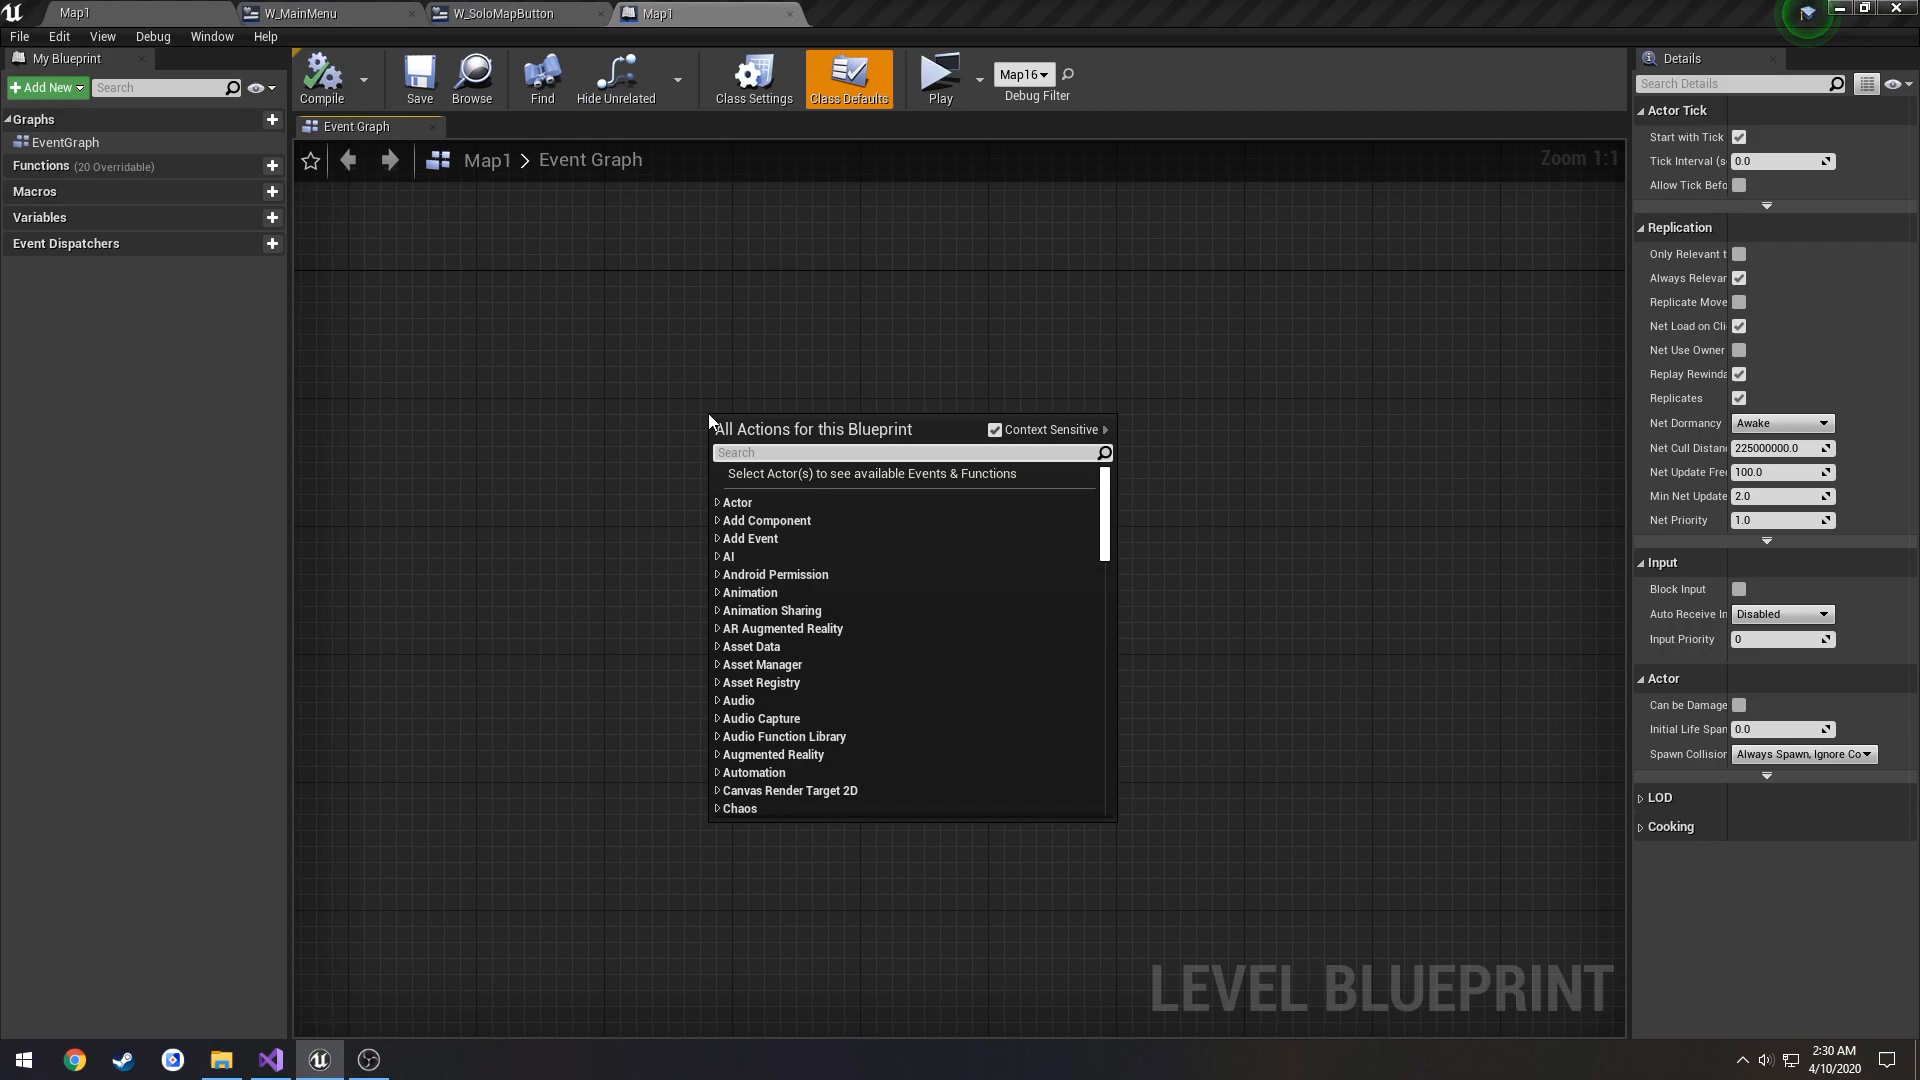 Map1
W_MainMenu
W_SoloMapButton
Map1
File Edit View Debug Window Help
My Blueprint
Add New
Search
Graphs
EventGraph
Functions (20 Overridable)
Macros
Variables
Event Dispatchers
Compile
Save
Browse
Find
Hide Unrelated
Class Settings
Class Defaults
Play
Map16
Debug Filter
Event Graph
Map1 > Event Graph
Zoom 1:1
All Actions for this Blueprint
Context Sensitive
Search
Select Actor(s) to see available Events & Functions
Actor
Add Component
Add Event
AI
Android Permission
Animation
Animation Sharing
AR Augmented Reality
Asset Data
Asset Manager
Asset Registry
Audio
Audio Capture
Audio Function Library
Augmented Reality
Automation
Canvas Render Target 2D
Chaos
LEVEL BLUEPRINT
Details
Search Details
Actor Tick
Start with Tick
Tick Interval (s 0.0
Allow Tick Befo
Replication
Only Relevant t
Always Relevar
Replicate Move
Net Load on Cli
Net Use Owner
Replay Rewinda
Replicates
Net Dormancy Awake
Net Cull Distan 225000000.0
Net Update Fre 100.0
Min Net Update 2.0
Net Priority 1.0
Input
Block Input
Auto Receive In Disabled
Input Priority 0
Actor
Can be Damage
Initial Life Span 0.0
Spawn Collision Always Spawn, Ignore Co
LOD
Cooking
2:30 AM
4/10/2020